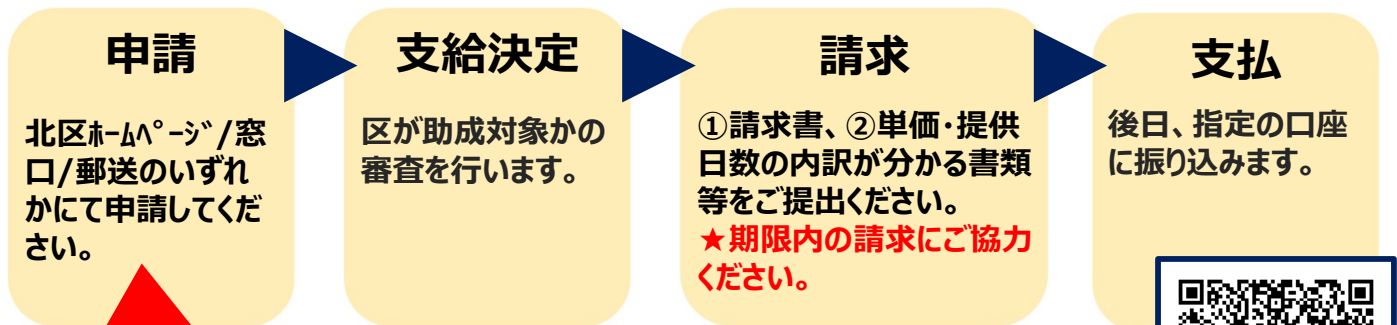 申請
北区ﾎｰﾑﾍﾟｰｼﾞ/窓
口/郵送のいずれ
かにて申請してくだ
さい。
支給決定
区が助成対象かの
審査を行います。
請求
①請求書、②単価・提供
日数の内訳が分かる書類
等をご提出ください。
★期限内の請求にご協力
ください。
支払
後日、指定の口座
に振り込みます。